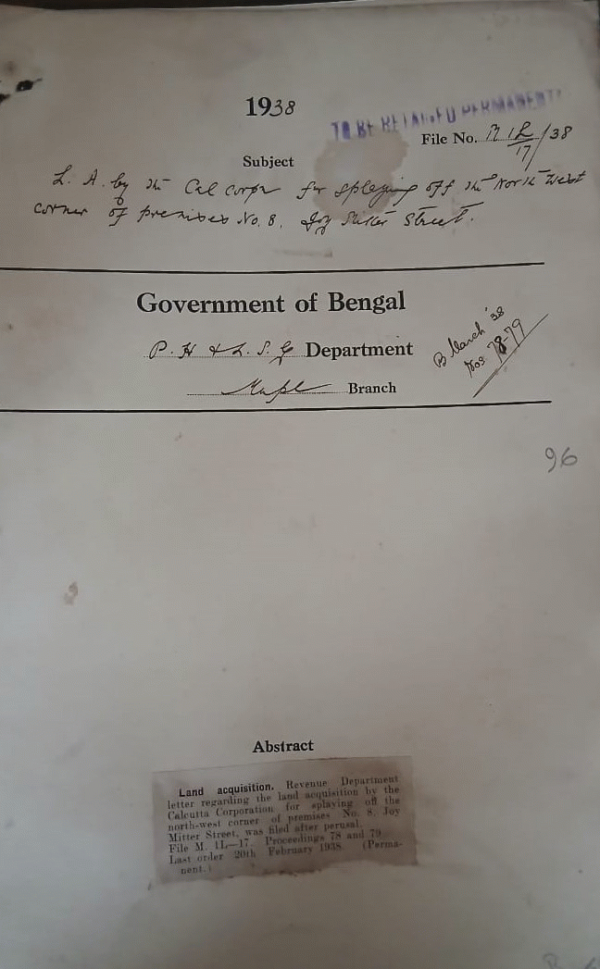 1938
TO BE RETAINED PERMANENTLY
File No. M 1L/17/38
Subject
L. A. by the Cal Corpn for splaying off the North West
corner of premises No. 8, Joy Mitter Street.
Government of Bengal
P. H & L. S. G Department
Branch
B March '38
Nos. 78-79
96
Abstract
Land acquisition. Revenue Department
letter regarding the land acquisition by the
Calcutta Corporation for splaying off the
north-west corner of premises No. 8, Joy
Mitter Street, was filed after perusal.
File M. 1L—17. Proceedings 78 and 79
Last order 20th February 1938. (Perma-
nent.)